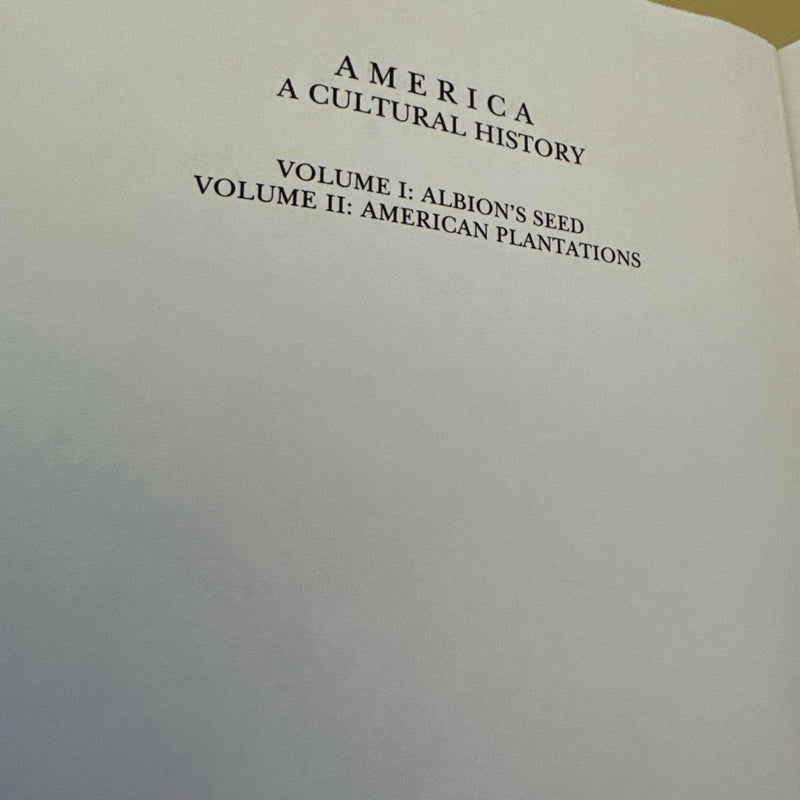 AMERICA
A CULTURAL HISTORY
VOLUME I: ALBION'S SEED
VOLUME II: AMERICAN PLANTATIONS